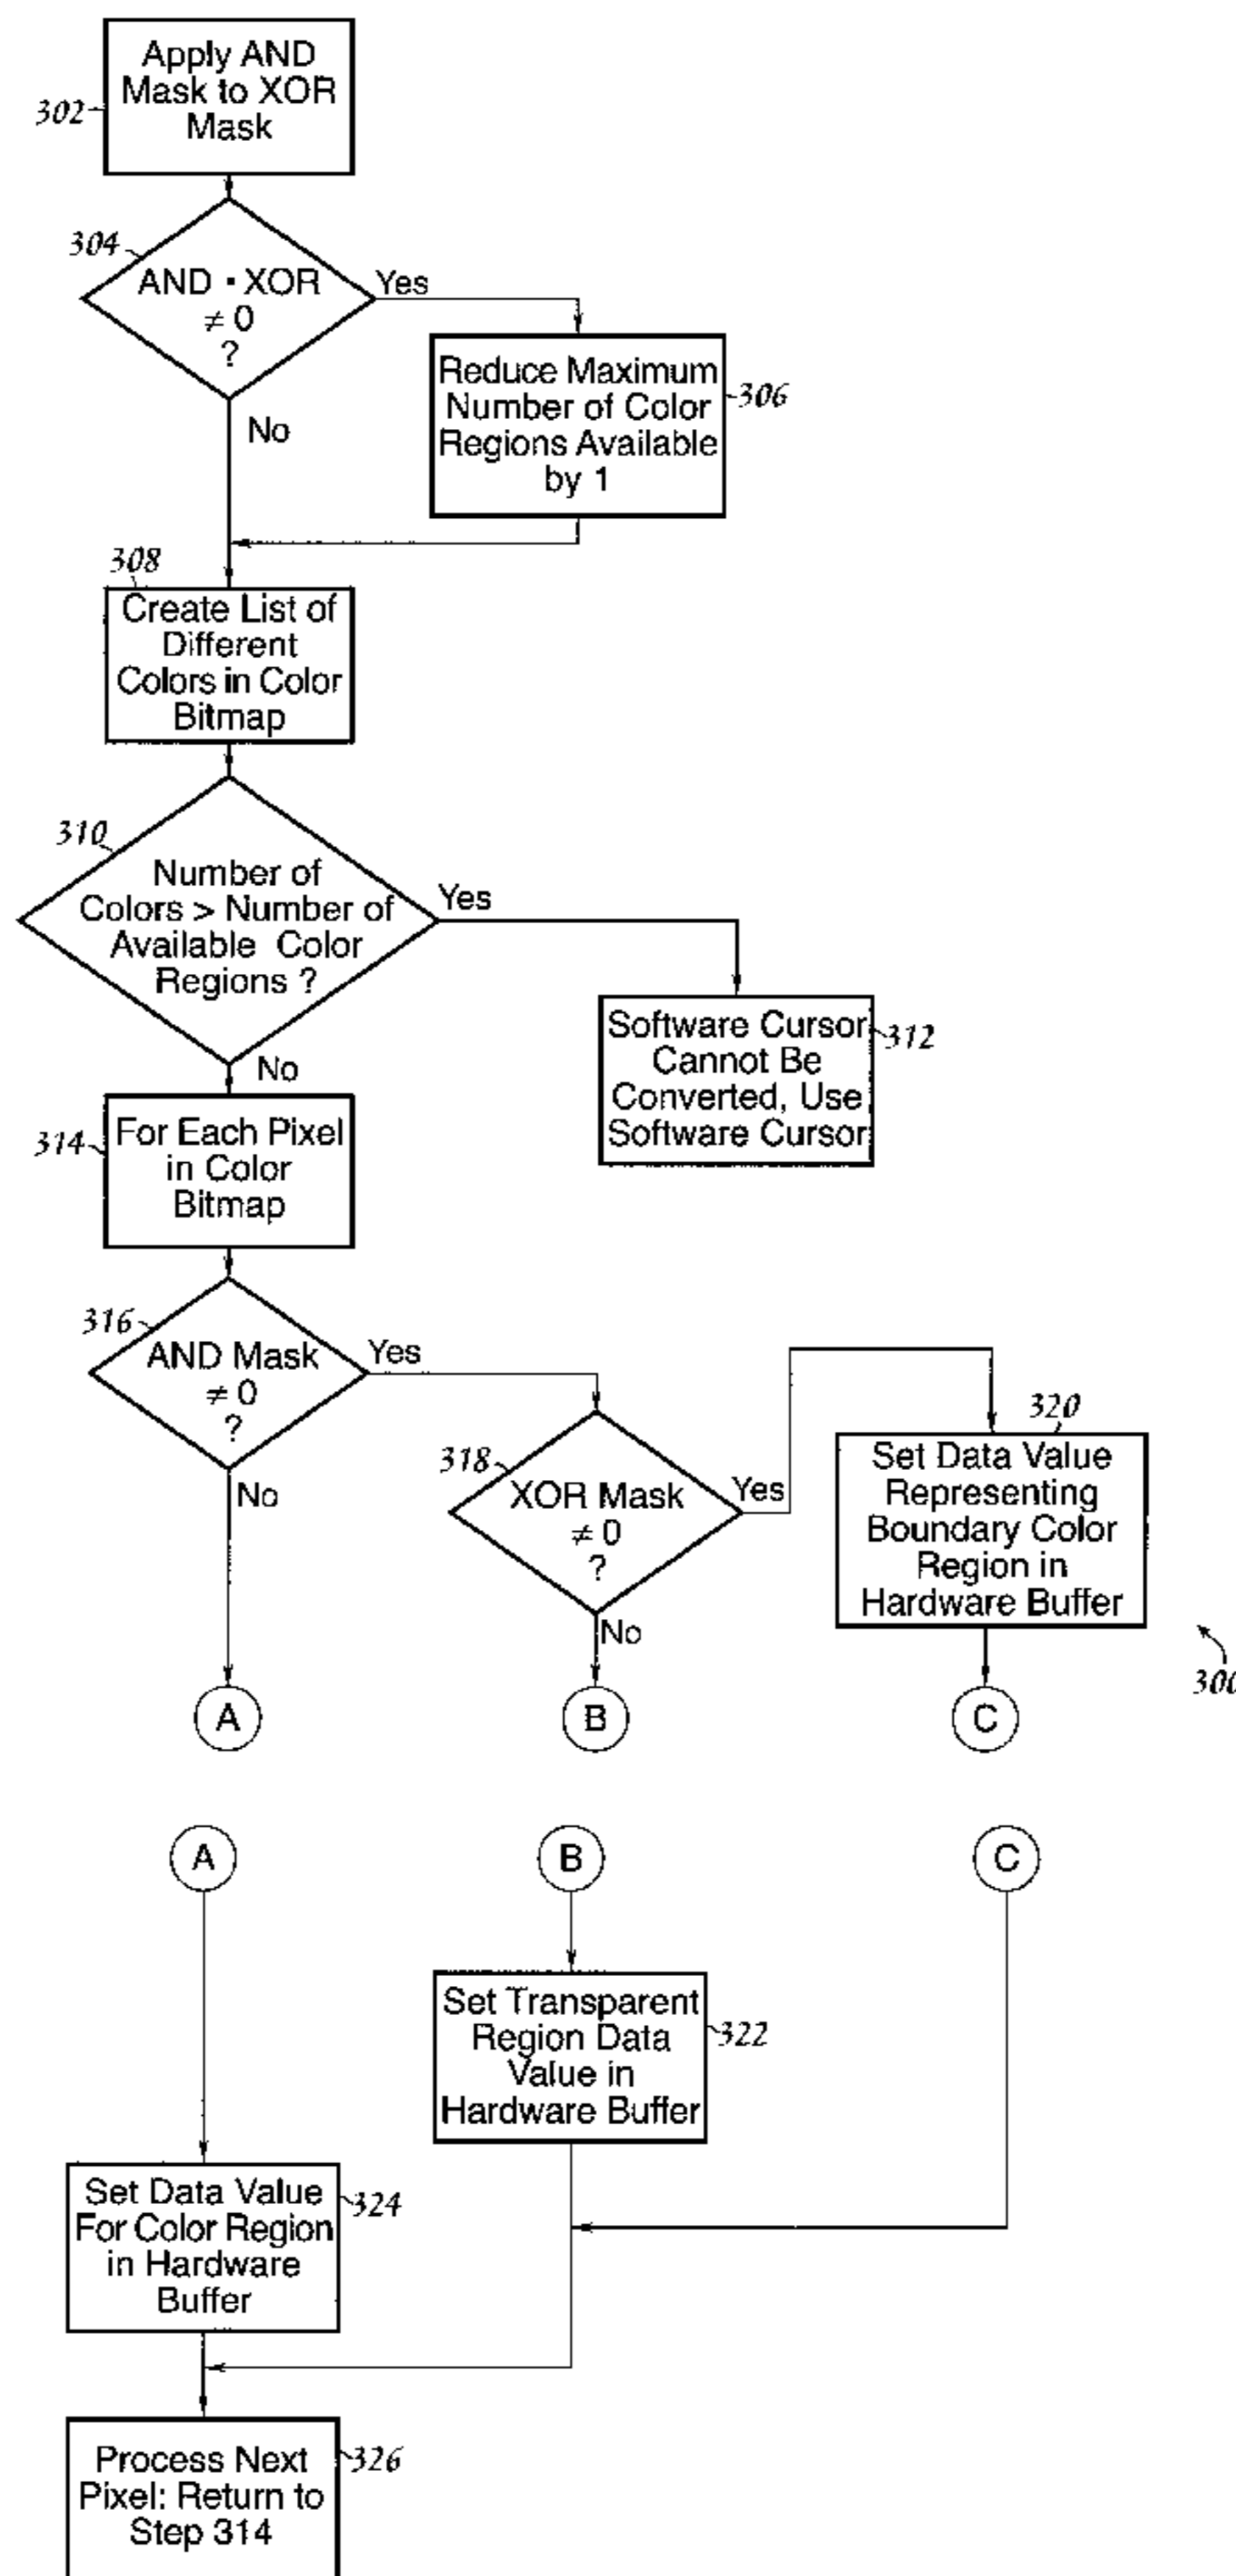 Apply AND
Mask to XOR
Mask
302
304
AND · XOR
≠ 0
?
Yes
No
Reduce Maximum
Number of Color
Regions Available
by 1
306
308
Create List of
Different
Colors in Color
Bitmap
310
Number of
Colors > Number of
Available Color
Regions ?
Yes
No
Software Cursor
Cannot Be
Converted, Use
Software Cursor
312
314
For Each Pixel
in Color
Bitmap
316
AND Mask
≠ 0
?
Yes
No
318
XOR Mask
≠ 0
?
Yes
No
320
Set Data Value
Representing
Boundary Color
Region in
Hardware Buffer
300
A
B
C
A
B
C
Set Transparent
Region Data
Value in
Hardware Buffer
322
Set Data Value
For Color Region
in Hardware
Buffer
324
Process Next
Pixel: Return to
Step 314
326